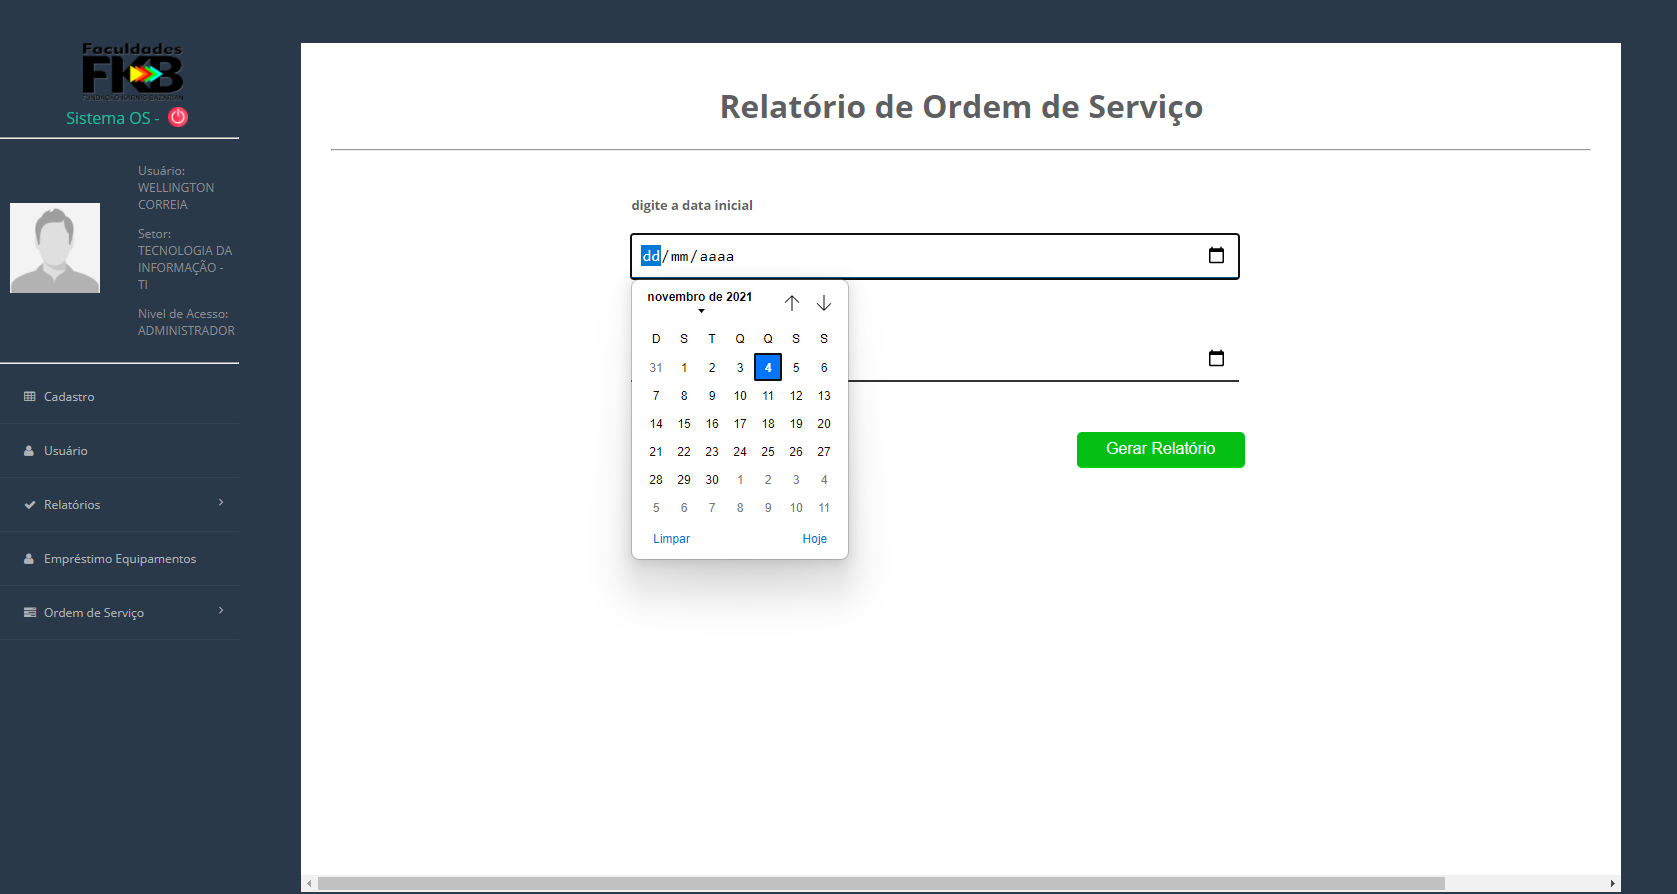 Faculdades
FKB
Sistema OS -
Usuário:
WELLINGTON
CORREIA
Setor:
TECNOLOGIA DA
INFORMAÇÃO -
TI
Nivel de Acesso:
ADMINISTRADOR
Cadastro
Usuário
Relatórios
Empréstimo Equipamentos
Ordem de Serviço
Relatório de Ordem de Serviço
digite a data inicial
dd/mm/aaaa
novembro de 2021
D S T Q Q S S
31 1 2 3 4 5 6
7 8 9 10 11 12 13
14 15 16 17 18 19 20
21 22 23 24 25 26 27
28 29 30 1 2 3 4
5 6 7 8 9 10 11
Limpar Hoje
Gerar Relatório